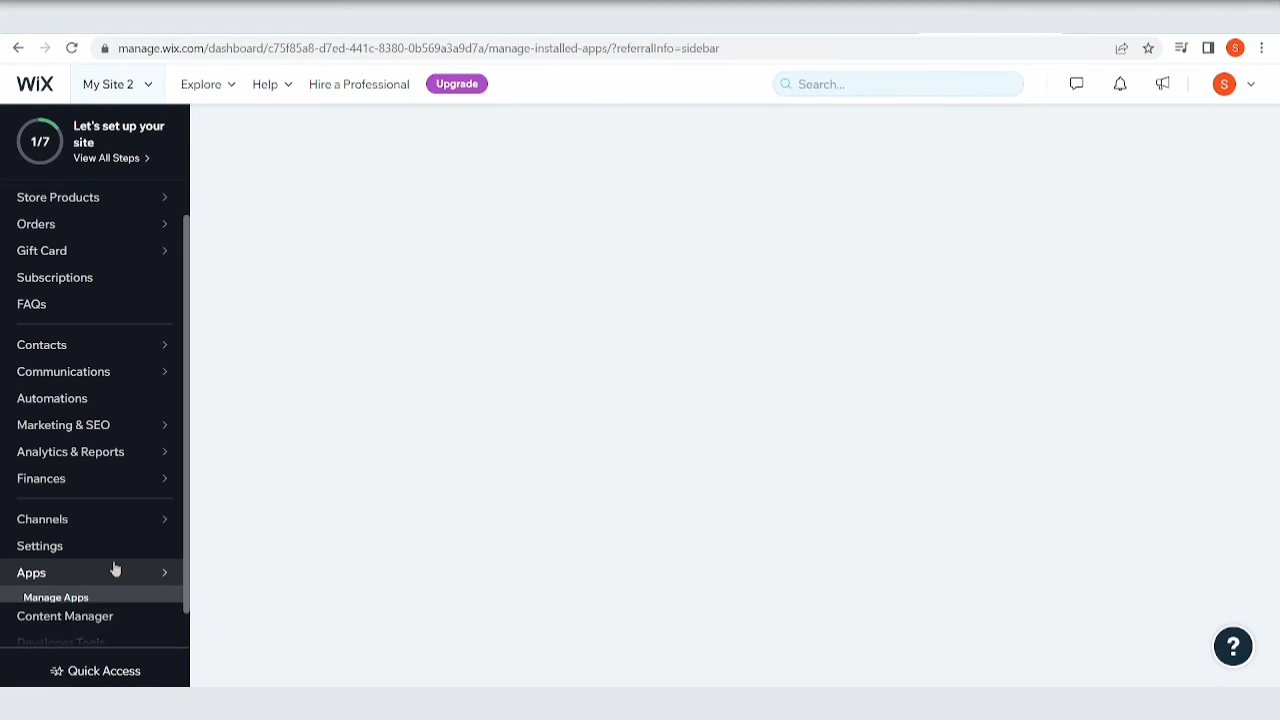 manage.wix.com/dashboard/c75f85a8-d7ed-441c-8380-0b569a3a9d7a/manage-installed-apps/?referralInfo=sidebar
S
WiX
My Site 2
Explore
Help
Hire a Professional
Upgrade
Search...
S
1/7
Let's set up your
site
View All Steps
Store Products
Orders
Gift Card
Subscriptions
FAQs
Contacts
Communications
Automations
Marketing & SEO
Analytics & Reports
Finances
Channels
Settings
Apps
Manage Apps
Content Manager
Developer Tools
Quick Access
?